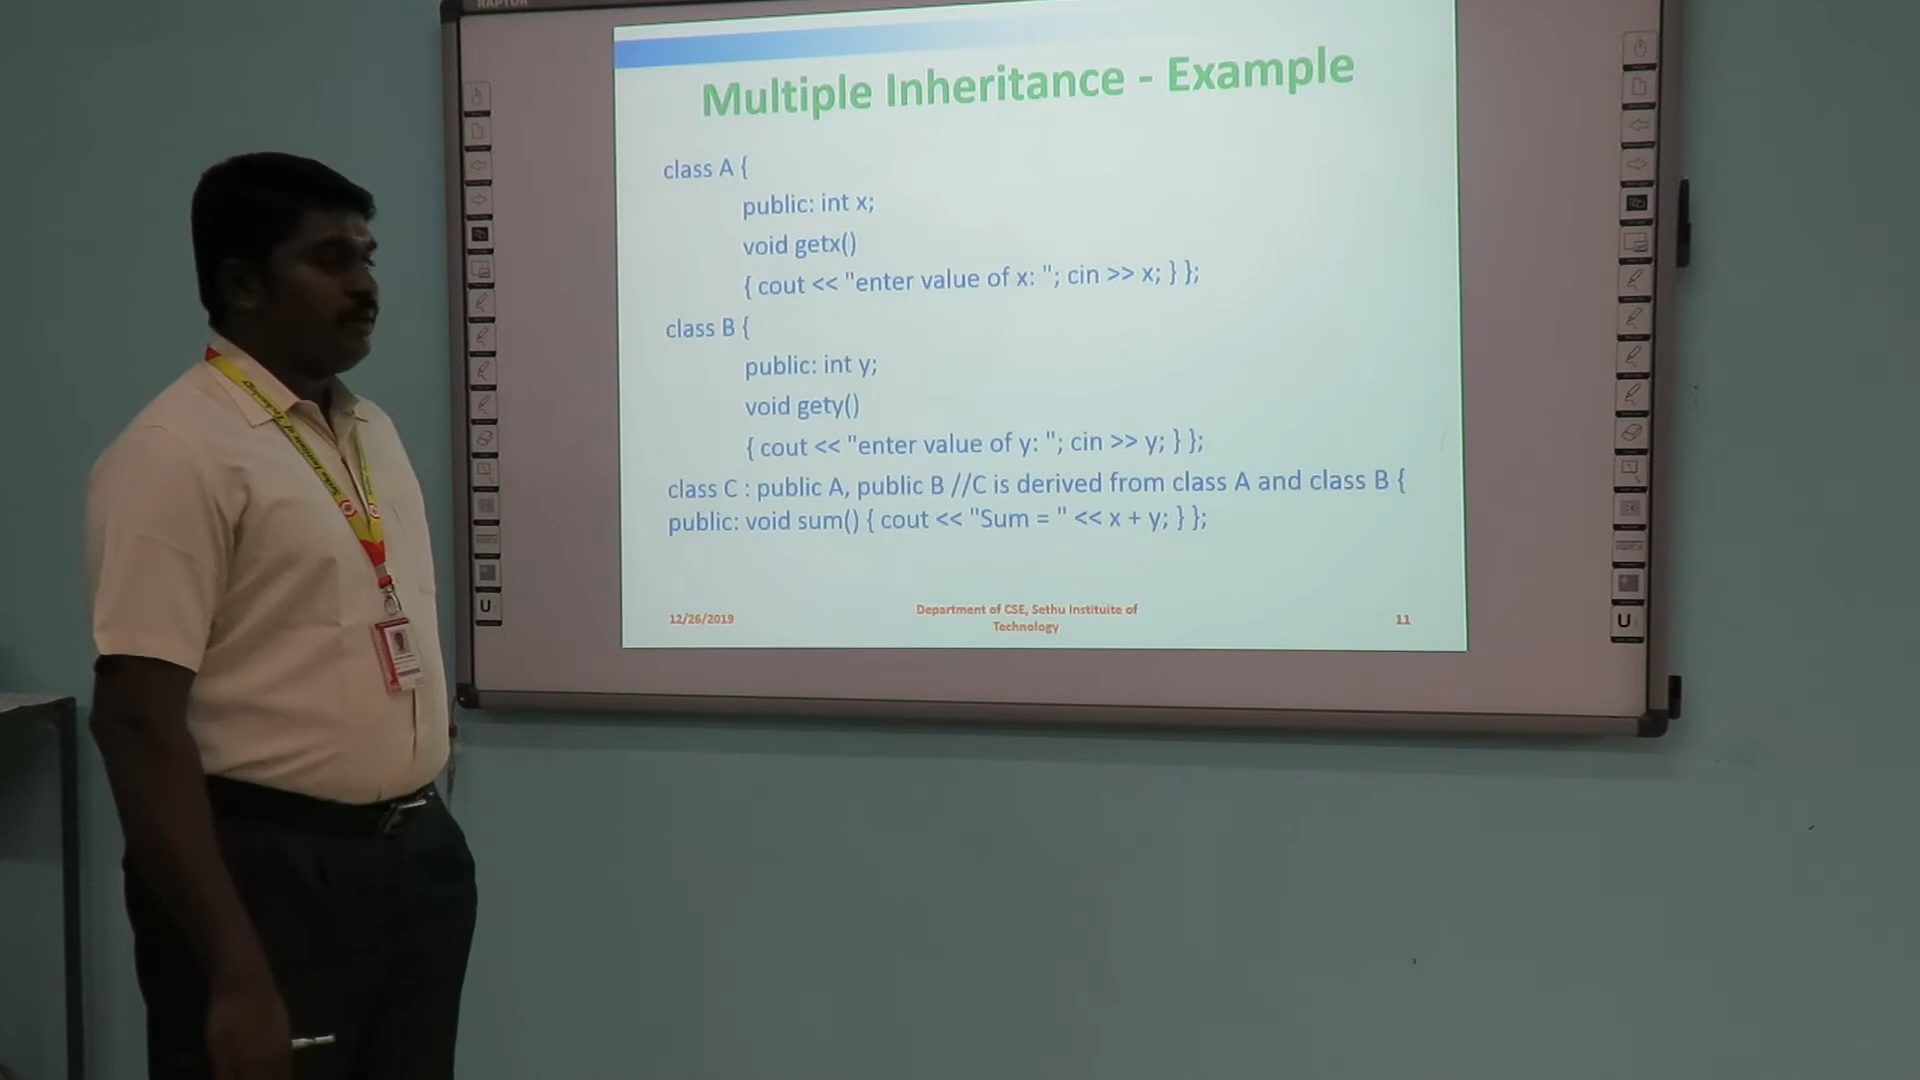 RAPTOR
Multiple Inheritance - Example
class A {
public: int x;
void getx()
{ cout << "enter value of x: "; cin >> x; } };
class B {
public: int y;
void gety()
{ cout << "enter value of y: "; cin >> y; } };
class C : public A, public B //C is derived from class A and class B {
public: void sum() { cout << "Sum = " << x + y; } };
12/26/2019
Department of CSE, Sethu Instituite of
Technology
11
U
U